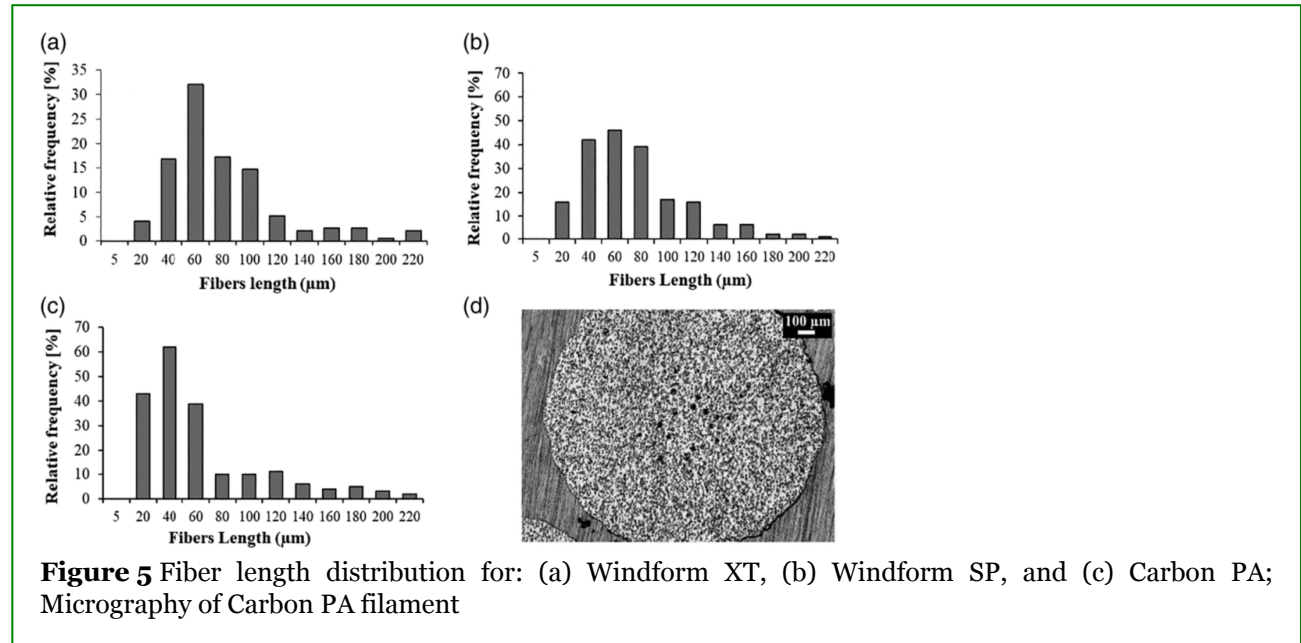 (a)
Relative frequency [%]
35
30
25
20
15
10
5
0
5 20 40 60 80 100 120 140 160 180 200 220
Fibers length (µm)
(b)
Relative frequency [%]
70
60
50
40
30
20
10
0
5 20 40 60 80 100 120 140 160 180 200 220
Fibers Length (µm)
(c)
Relative frequency [%]
70
60
50
40
30
20
10
0
5 20 40 60 80 100 120 140 160 180 200 220
Fibers Length (µm)
(d)
100 µm
Figure 5 Fiber length distribution for: (a) Windform XT, (b) Windform SP, and (c) Carbon PA;
Micrography of Carbon PA filament